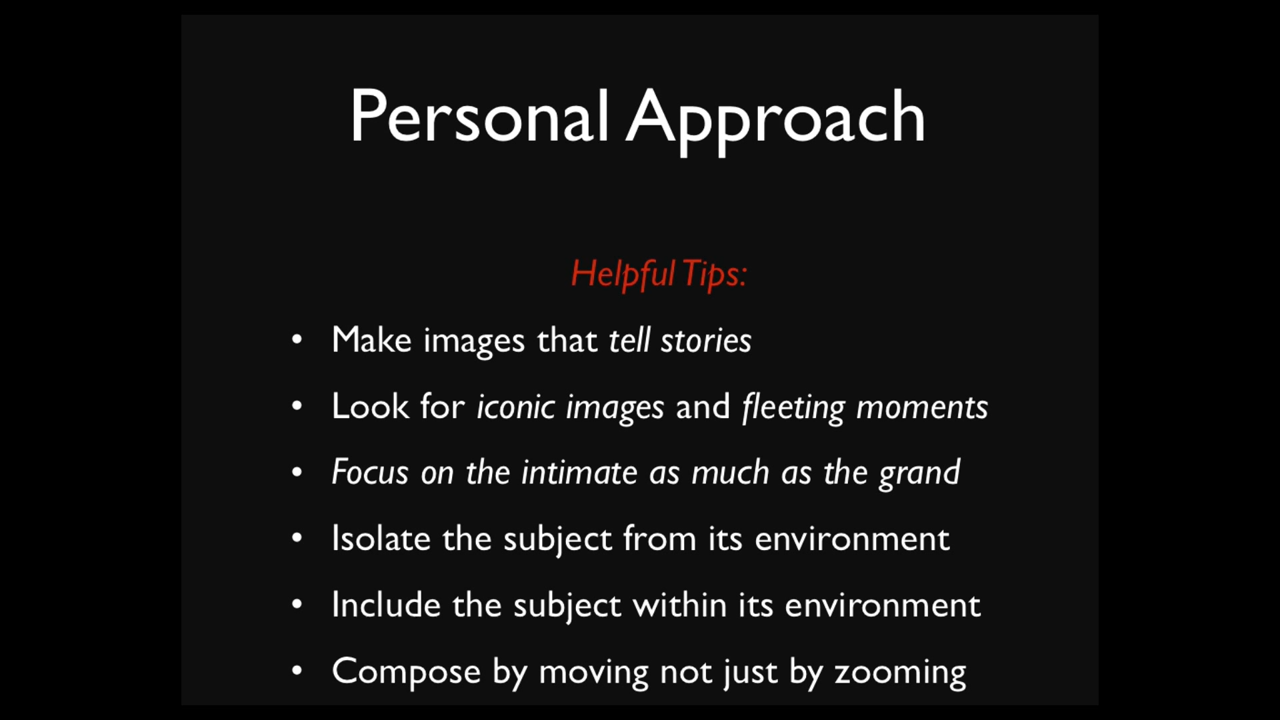 Personal Approach
Helpful Tips:
• Make images that tell stories
• Look for iconic images and fleeting moments
• Focus on the intimate as much as the grand
• Isolate the subject from its environment
• Include the subject within its environment
• Compose by moving not just by zooming